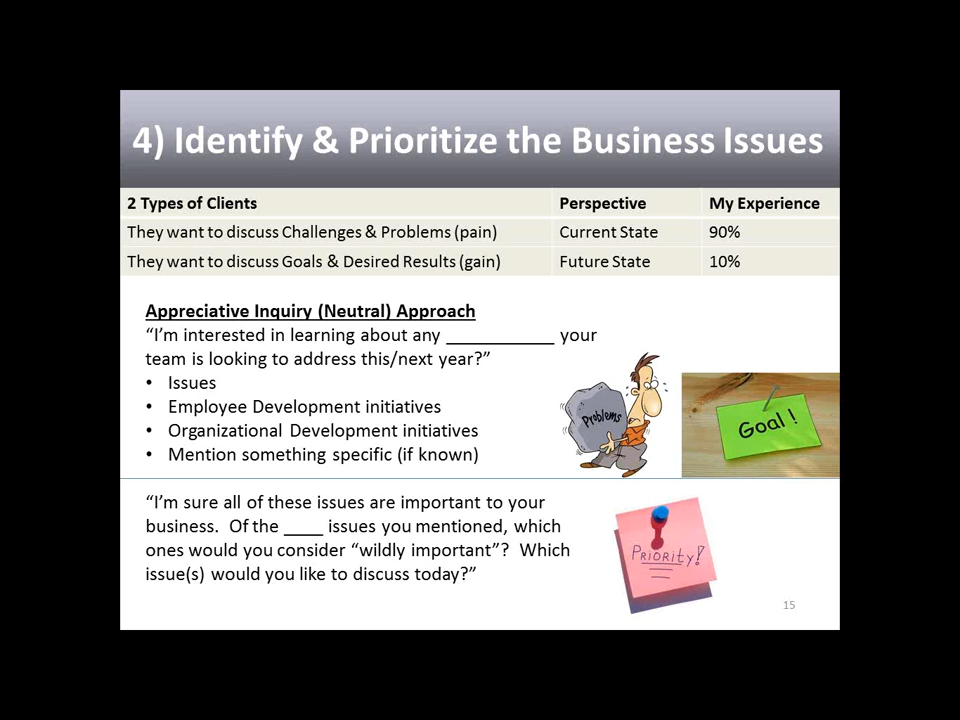 4) Identify & Prioritize the Business Issues
2 Types of Clients Perspective My Experience
They want to discuss Challenges & Problems (pain) Current State 90%
They want to discuss Goals & Desired Results (gain) Future State 10%
Appreciative Inquiry (Neutral) Approach
“I’m interested in learning about any ___________ your
team is looking to address this/next year?”
• Issues
• Employee Development initiatives
• Organizational Development initiatives
• Mention something specific (if known)
Problems
Goal !
“I’m sure all of these issues are important to your
business. Of the ____ issues you mentioned, which
ones would you consider “wildly important”? Which
issue(s) would you like to discuss today?”
PRIORITY!
15